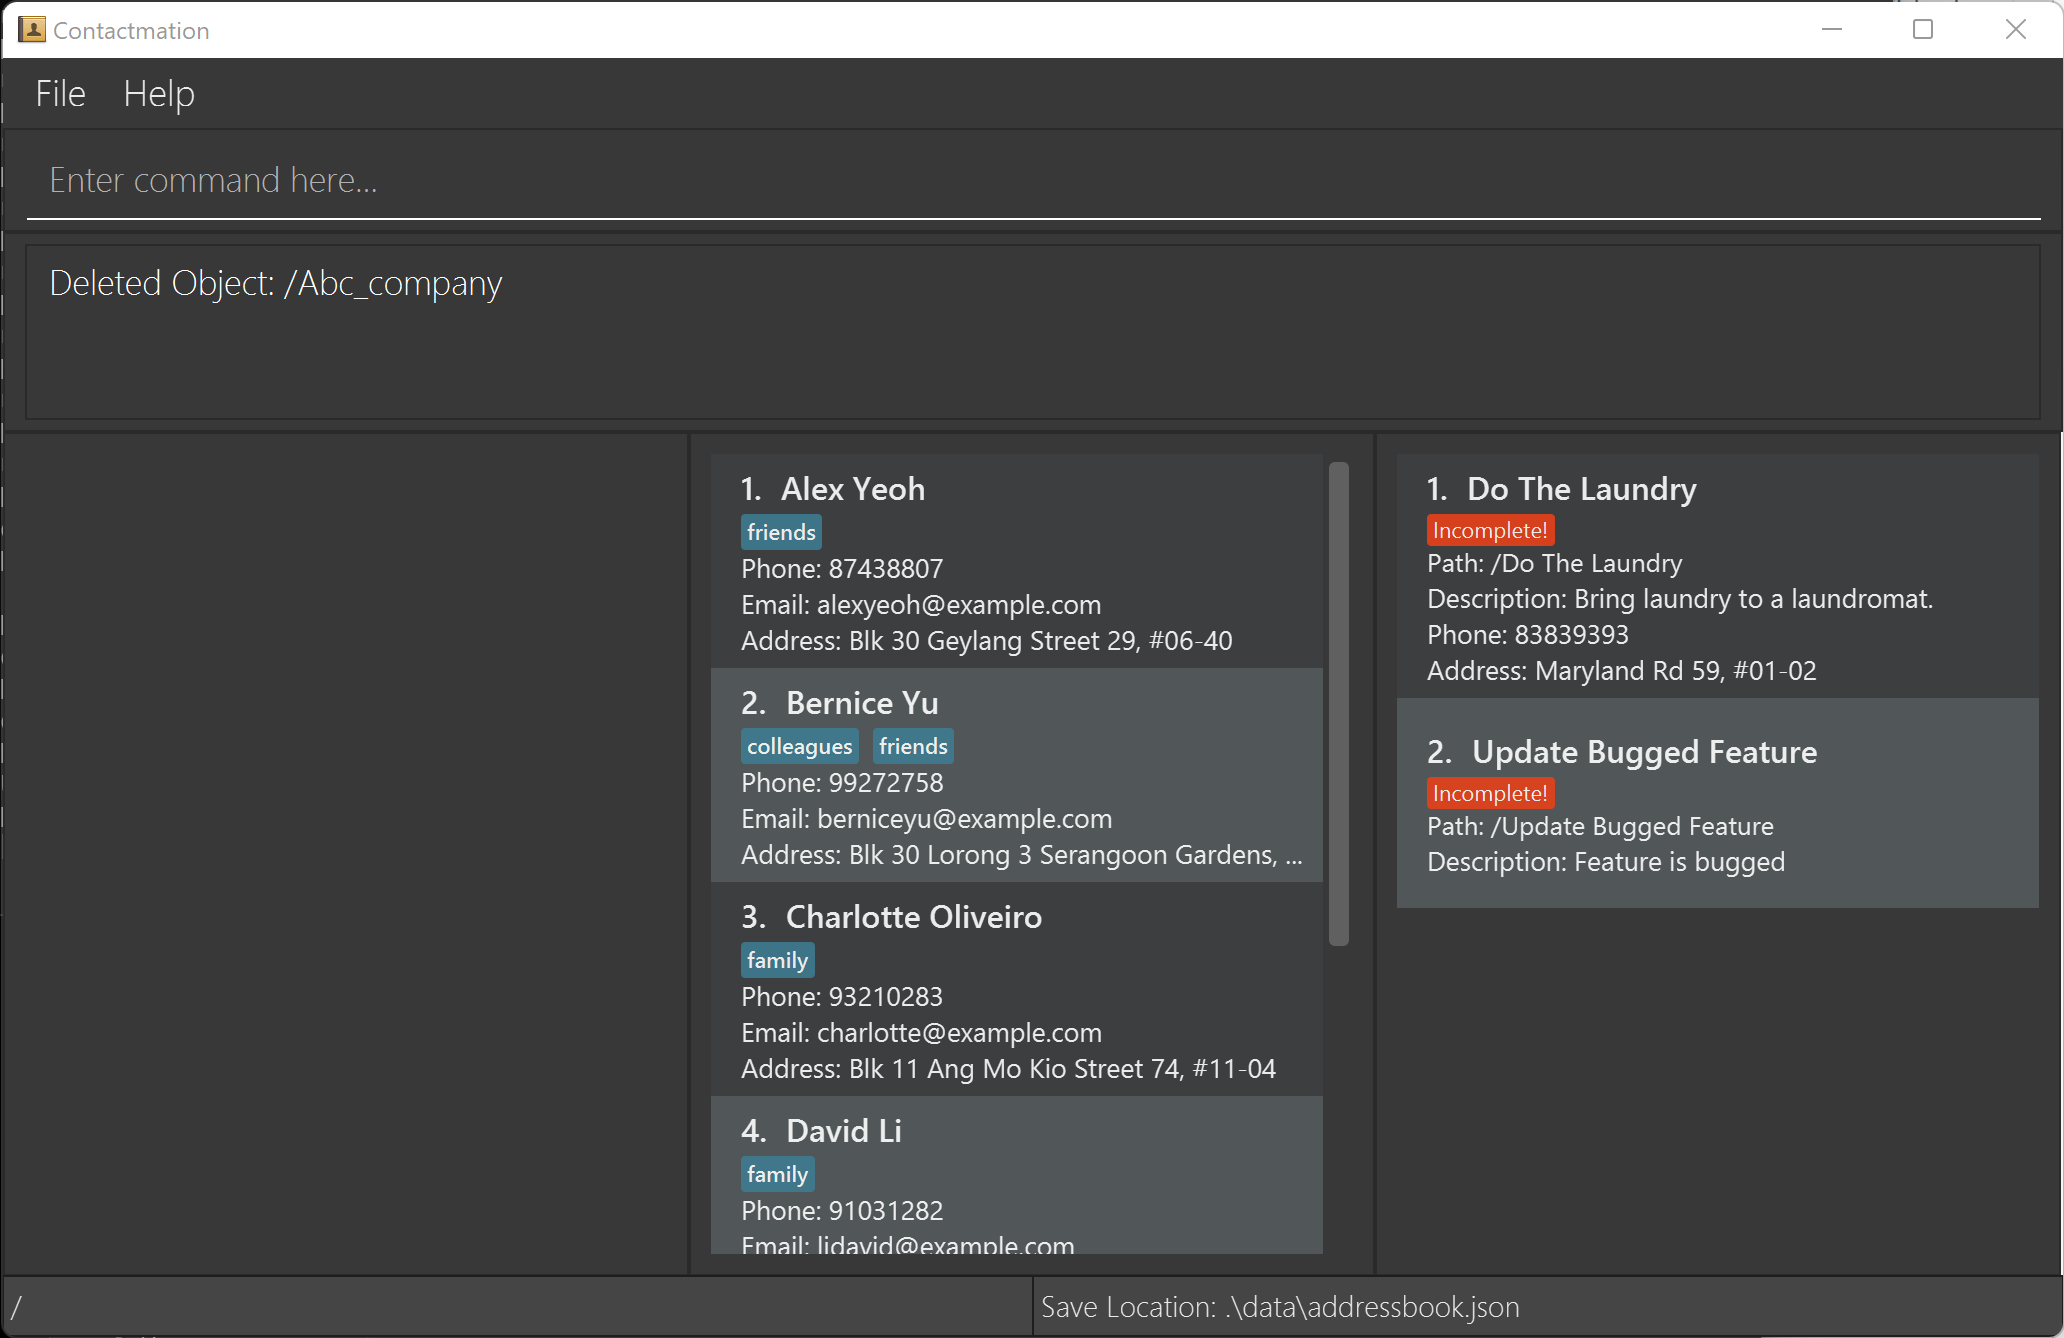 Contactmation
File Help
Enter command here...
Deleted Object: /Abc_company
1. Alex Yeoh
friends
Phone: 87438807
Email: alexyeoh@example.com
Address: Blk 30 Geylang Street 29, #06-40
2. Bernice Yu
colleagues friends
Phone: 99272758
Email: berniceyu@example.com
Address: Blk 30 Lorong 3 Serangoon Gardens, ...
3. Charlotte Oliveiro
family
Phone: 93210283
Email: charlotte@example.com
Address: Blk 11 Ang Mo Kio Street 74, #11-04
4. David Li
family
Phone: 91031282
Email: lidavid@example.com
1. Do The Laundry
Incomplete!
Path: /Do The Laundry
Description: Bring laundry to a laundromat.
Phone: 83839393
Address: Maryland Rd 59, #01-02
2. Update Bugged Feature
Incomplete!
Path: /Update Bugged Feature
Description: Feature is bugged
/
Save Location: .\data\addressbook.json